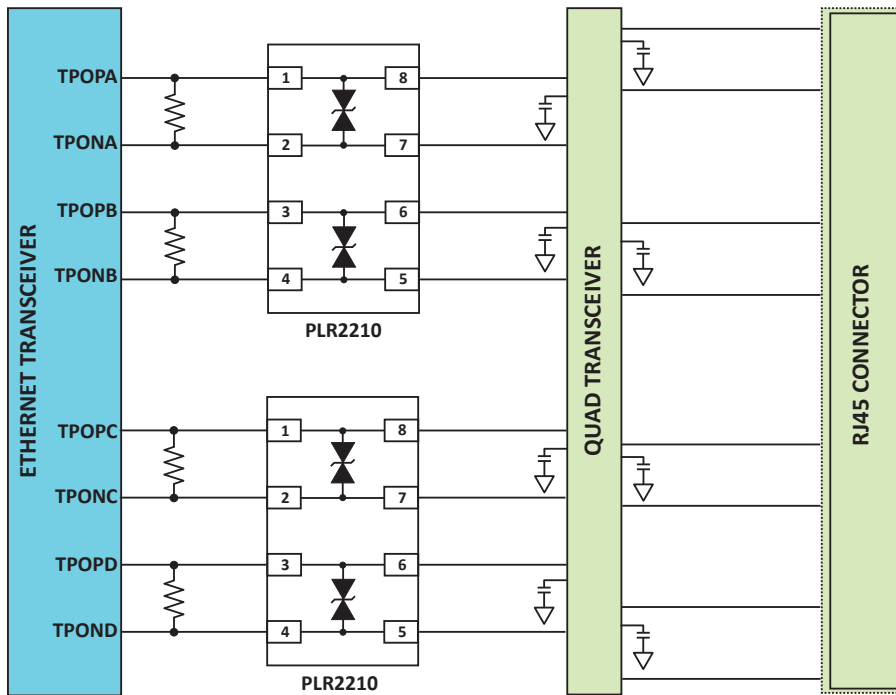 ETHERNET TRANSCEIVER
TPOPA
1
8
TPONA
2
7
TPOPB
3
6
TPONB
4
5
PLR2210
TPOPC
1
8
TPONC
2
7
TPOPD
3
6
TPOND
4
5
PLR2210
QUAD TRANSCEIVER
RJ45 CONNECTOR